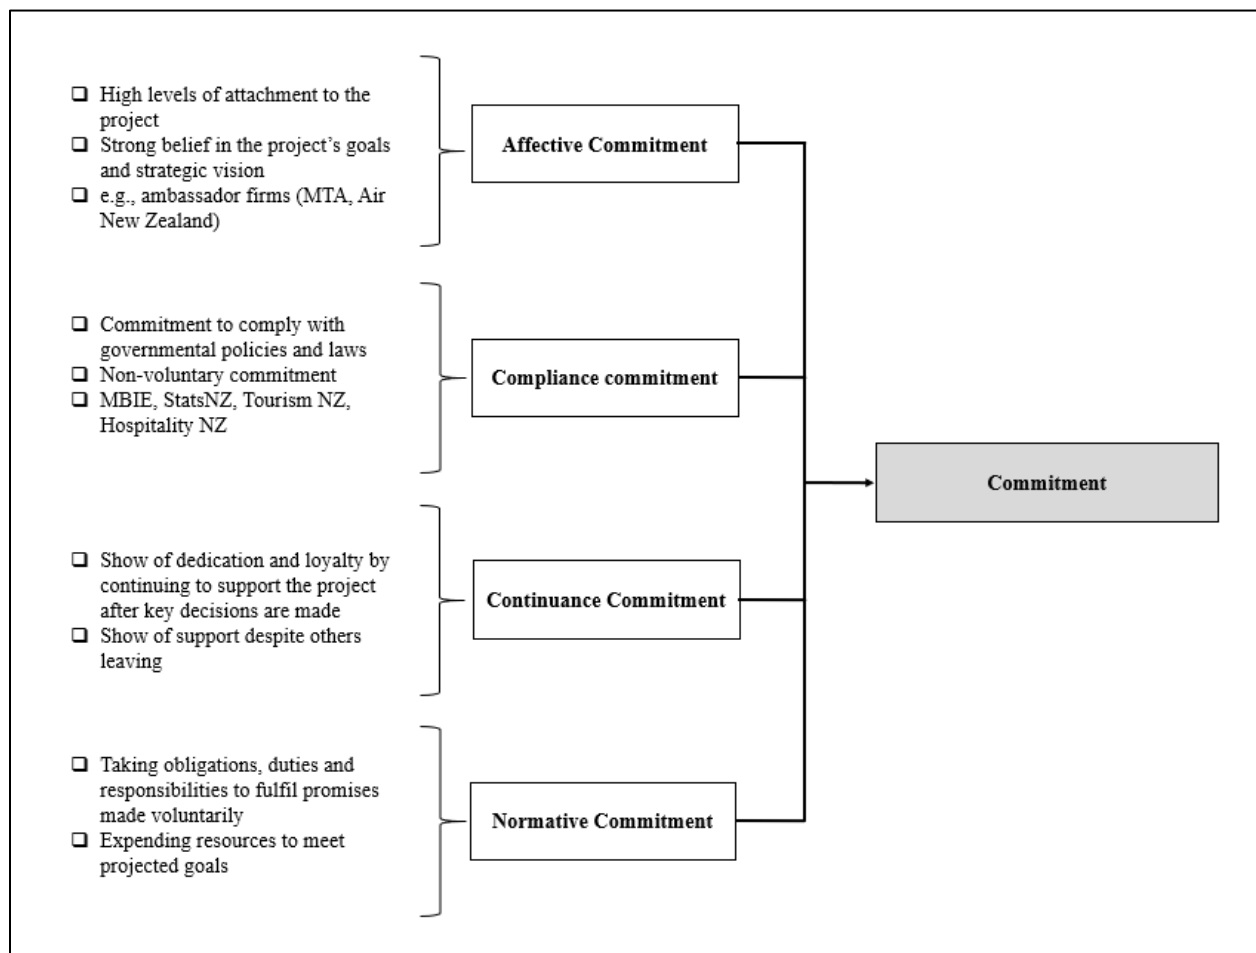 High levels of attachment to the
project
Strong belief in the project’s goals
and strategic vision
e.g., ambassador firms (MTA, Air
New Zealand)
Affective Commitment
Commitment to comply with
governmental policies and laws
Non-voluntary commitment
MBIE, StatsNZ, Tourism NZ,
Hospitality NZ
Compliance commitment
Commitment
Show of dedication and loyalty by
continuing to support the project
after key decisions are made
Show of support despite others
leaving
Continuance Commitment
Taking obligations, duties and
responsibilities to fulfil promises
made voluntarily
Expending resources to meet
projected goals
Normative Commitment